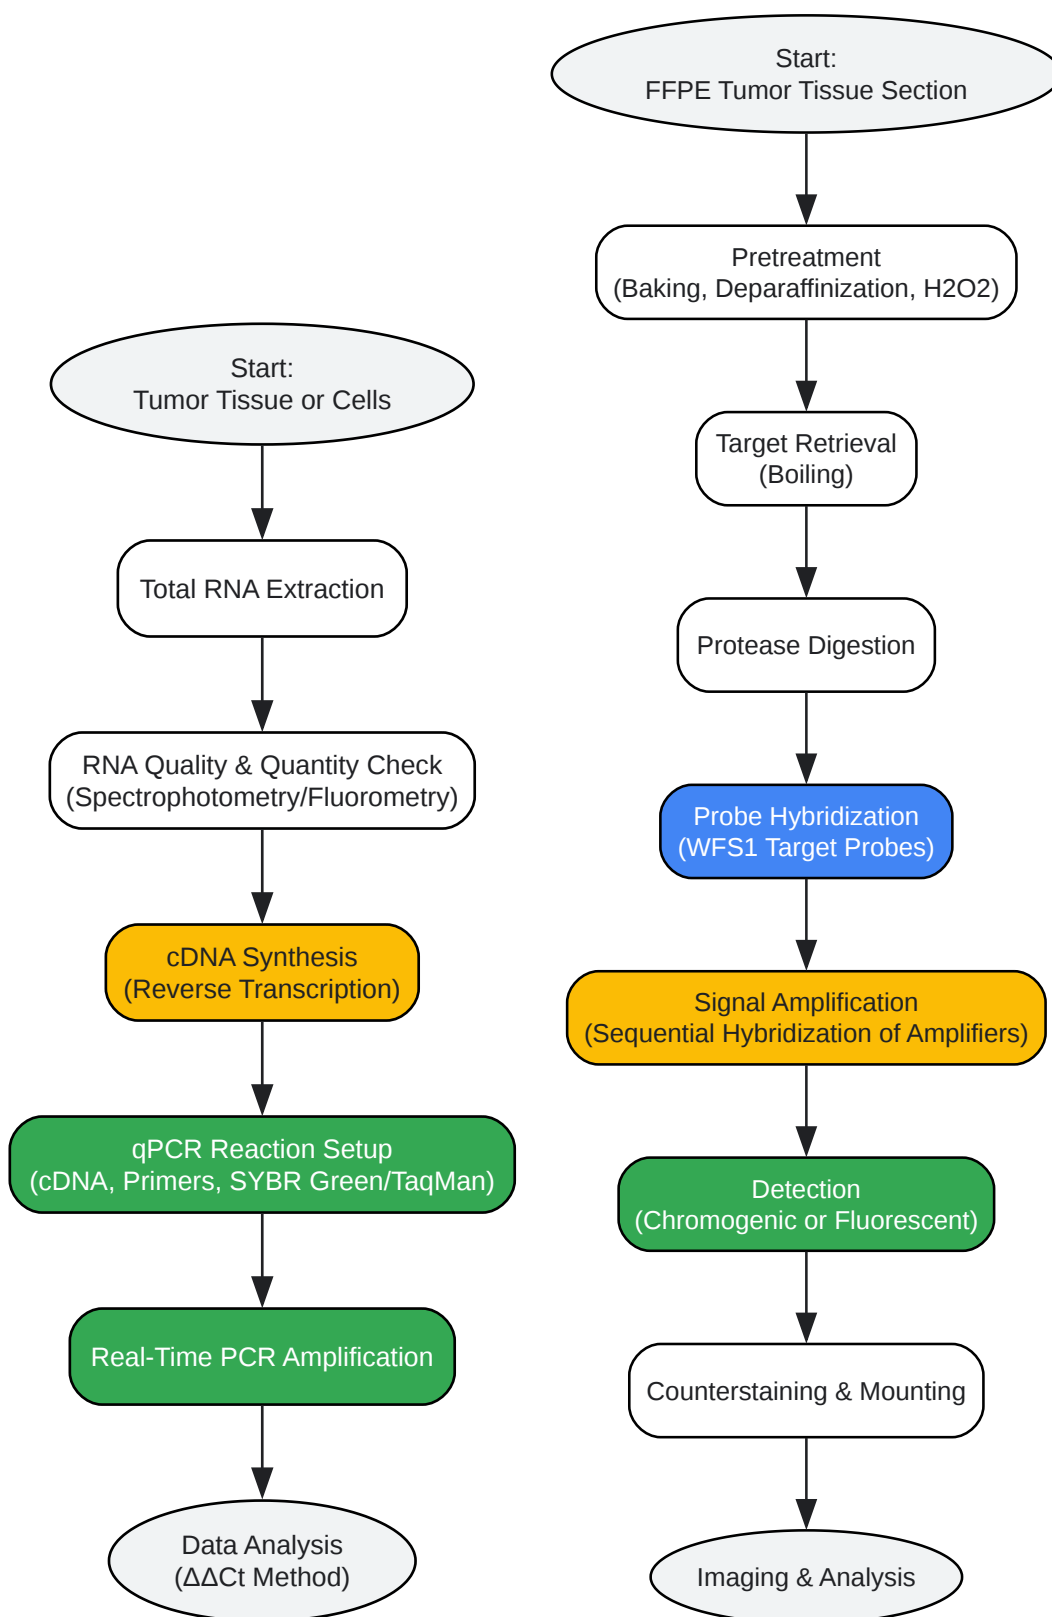 Start:
Tumor Tissue or Cells
Total RNA Extraction
RNA Quality & Quantity Check
(Spectrophotometry/Fluorometry)
cDNA Synthesis
(Reverse Transcription)
qPCR Reaction Setup
(cDNA, Primers, SYBR Green/TaqMan)
Real-Time PCR Amplification
Data Analysis
(ΔΔCt Method)
Start:
FFPE Tumor Tissue Section
Pretreatment
(Baking, Deparaffinization, H2O2)
Target Retrieval
(Boiling)
Protease Digestion
Probe Hybridization
(WFS1 Target Probes)
Signal Amplification
(Sequential Hybridization of Amplifiers)
Detection
(Chromogenic or Fluorescent)
Counterstaining & Mounting
Imaging & Analysis